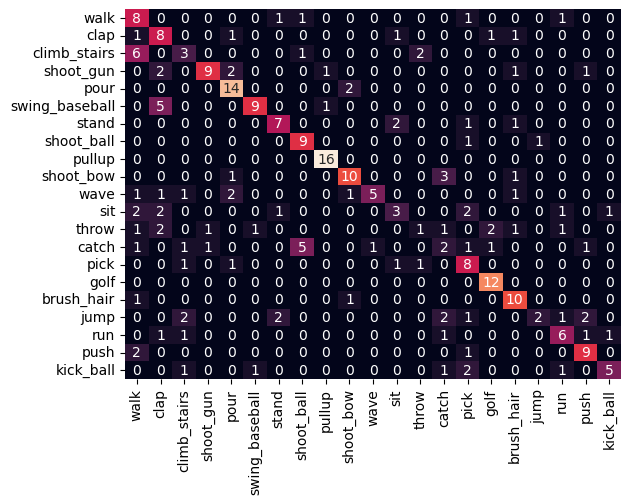 walk 8 0 0 0 0 0 1 1 0 0 0 0 0 0 1 0 0 0 1 0 0
clap 1 8 0 0 1 0 0 0 0 0 0 1 0 0 0 1 1 0 0 0 0
climb_stairs 6 0 3 0 0 0 0 1 0 0 0 0 2 0 0 0 0 0 0 0 0
shoot_gun 0 2 0 9 2 0 0 0 1 0 0 0 0 0 0 0 1 0 0 1 0
pour 0 0 0 0 14 0 0 0 0 2 0 0 0 0 0 0 0 0 0 0 0
swing_baseball 0 5 0 0 0 9 0 0 1 0 0 0 0 0 0 0 0 0 0 0 0
stand 0 0 0 0 0 0 7 0 0 0 0 2 0 0 1 0 1 0 0 0 0
shoot_ball 0 0 0 0 0 0 0 9 0 0 0 0 0 0 1 0 0 1 0 0 0
pullup 0 0 0 0 0 0 0 0 16 0 0 0 0 0 0 0 0 0 0 0 0
shoot_bow 0 0 0 0 1 0 0 0 0 10 0 0 0 3 0 0 1 0 0 0 0
wave 1 1 1 0 2 0 0 0 0 1 5 0 0 0 0 0 1 0 0 0 0
sit 2 2 0 0 0 0 1 0 0 0 0 3 0 0 2 0 0 0 1 0 1
throw 1 2 0 1 0 1 0 0 0 0 0 0 1 1 0 2 1 0 1 0 0
catch 1 0 1 1 0 0 0 5 0 0 1 0 0 2 1 1 0 0 0 1 0
pick 0 0 1 0 1 0 0 0 0 0 0 1 1 0 8 0 0 0 0 0 0
golf 0 0 0 0 0 0 0 0 0 0 0 0 0 0 0 12 0 0 0 0 0
brush_hair 1 0 0 0 0 0 0 0 0 1 0 0 0 0 0 0 10 0 0 0 0
jump 0 0 2 0 0 0 2 0 0 0 0 0 0 2 1 0 0 2 1 2 0
run 0 1 1 0 0 0 0 0 0 0 0 0 0 1 0 0 0 0 6 1 1
push 2 0 0 0 0 0 0 0 0 0 0 0 0 0 1 0 0 0 0 9 0
kick_ball 0 0 1 0 0 1 0 0 0 0 0 0 0 1 2 0 0 0 1 0 5
walk clap climb_stairs shoot_gun pour swing_baseball stand shoot_ball pullup shoot_bow wave sit throw catch pick golf brush_hair jump run push kick_ball